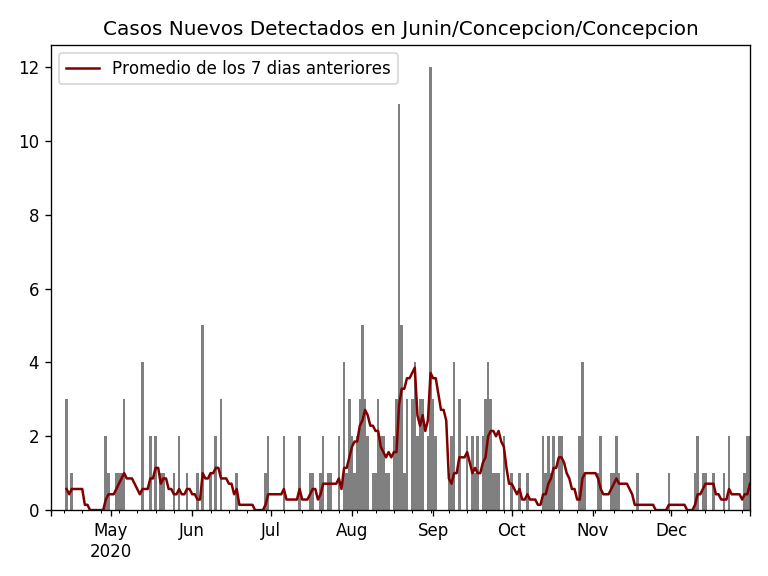 Casos Nuevos Detectados en Junin/Concepcion/Concepcion
Promedio de los 7 dias anteriores
12
10
8
6
4
2
0
May Jun Jul Aug Sep Oct Nov Dec
2020